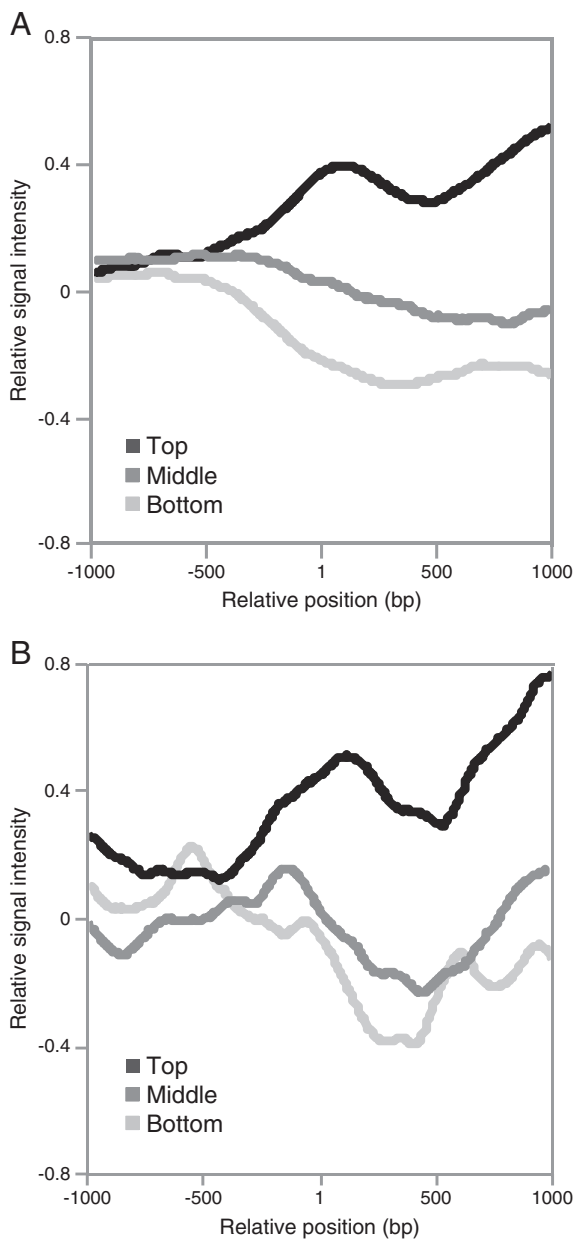 A
Relative signal intensity
0.8
0.4
0
-0.4
-0.8
Top
Middle
Bottom
-1000
-500
1
500
1000
Relative position (bp)
B
Relative signal intensity
0.8
0.4
0
-0.4
-0.8
Top
Middle
Bottom
-1000
-500
1
500
1000
Relative position (bp)